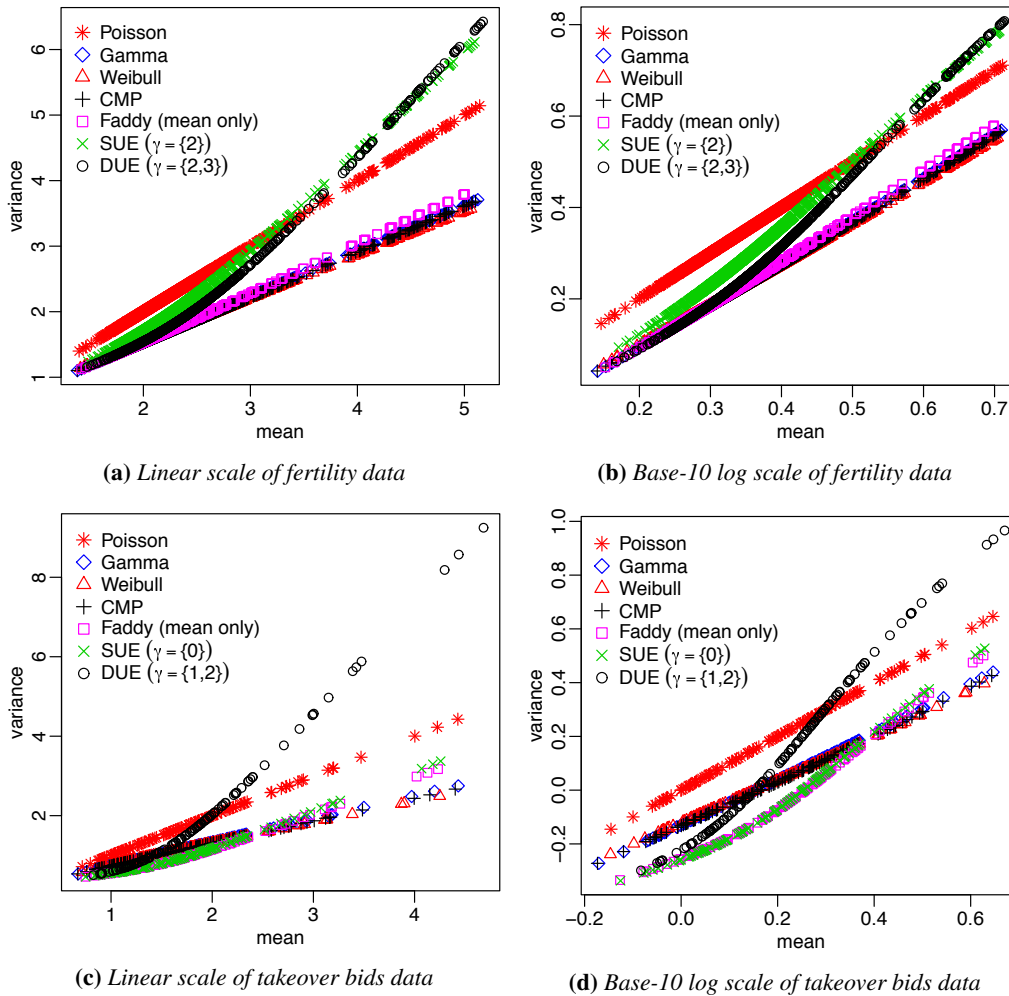 Poisson
Gamma
Weibull
CMP
Faddy (mean only)
SUE (γ = {2})
DUE (γ = {2,3})
variance
1 2 3 4 5 6
2 3 4 5
mean
(a) Linear scale of fertility data
Poisson
Gamma
Weibull
CMP
Faddy (mean only)
SUE (γ = {2})
DUE (γ = {2,3})
variance
0.2 0.4 0.6 0.8
0.2 0.3 0.4 0.5 0.6 0.7
mean
(b) Base-10 log scale of fertility data
Poisson
Gamma
Weibull
CMP
Faddy (mean only)
SUE (γ = {0})
DUE (γ = {1,2})
variance
2 4 6 8
1 2 3 4
mean
(c) Linear scale of takeover bids data
Poisson
Gamma
Weibull
CMP
Faddy (mean only)
SUE (γ = {0})
DUE (γ = {1,2})
variance
−0.2 0.0 0.2 0.4 0.6 0.8 1.0
−0.2 0.0 0.2 0.4 0.6
mean
(d) Base-10 log scale of takeover bids data